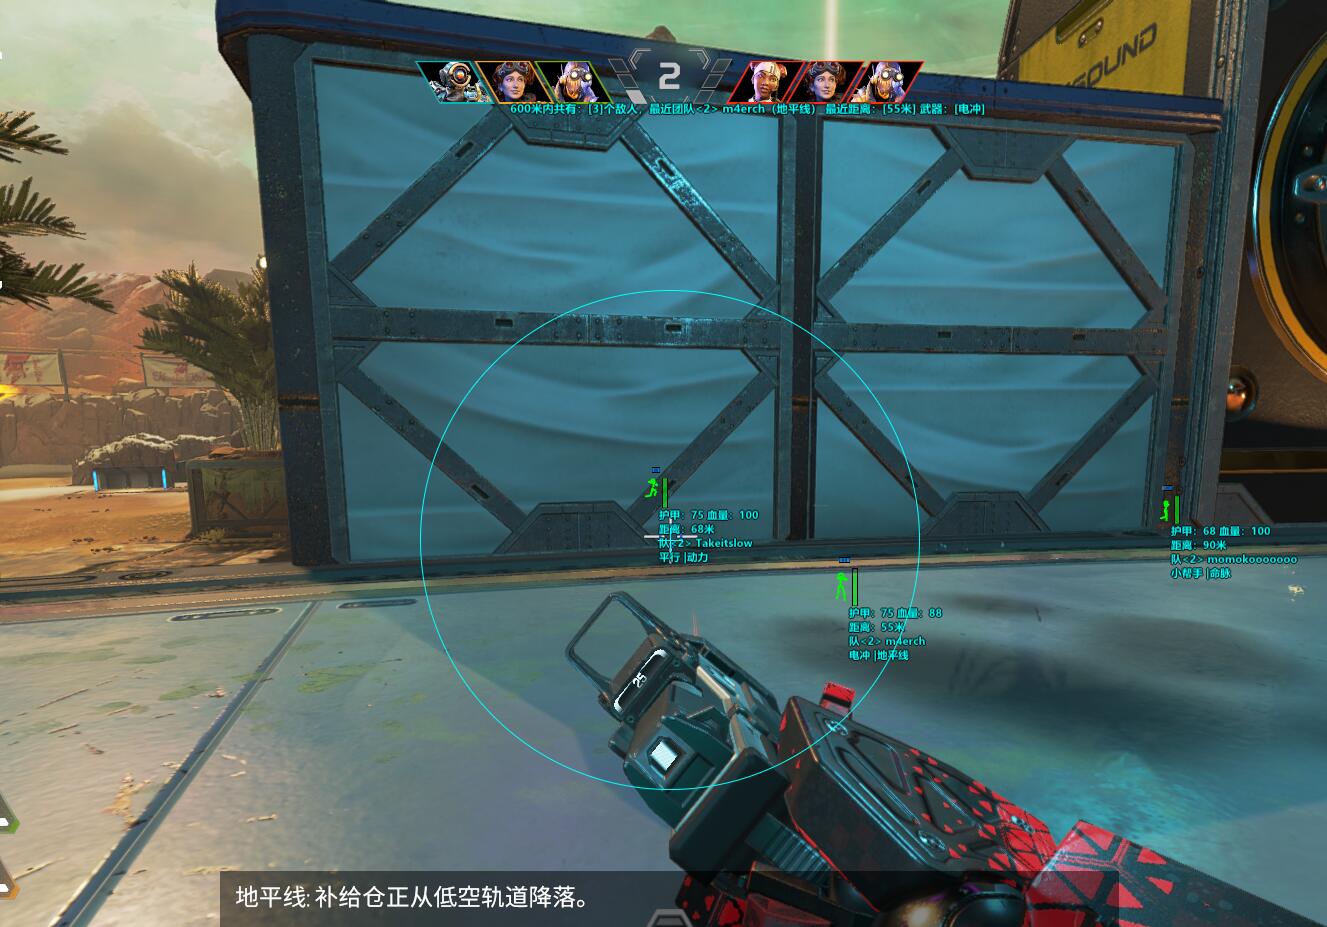 SOUND
2
600米内共有: [3]个敌人, 最近团队<2> m4erch (地平线) 最近距离: [55米] 武器: [电冲]
护甲: 75 血量: 100
距离: 68米
队<2> Takeitslow
平行 |动力
护甲: 68 血量: 100
距离: 90米
队<2> momokooooooo
小帮手 |命脉
护甲: 75 血量: 88
距离: 55米
队<2> m4erch
电冲 |地平线
25
地平线: 补给仓正从低空轨道降落。